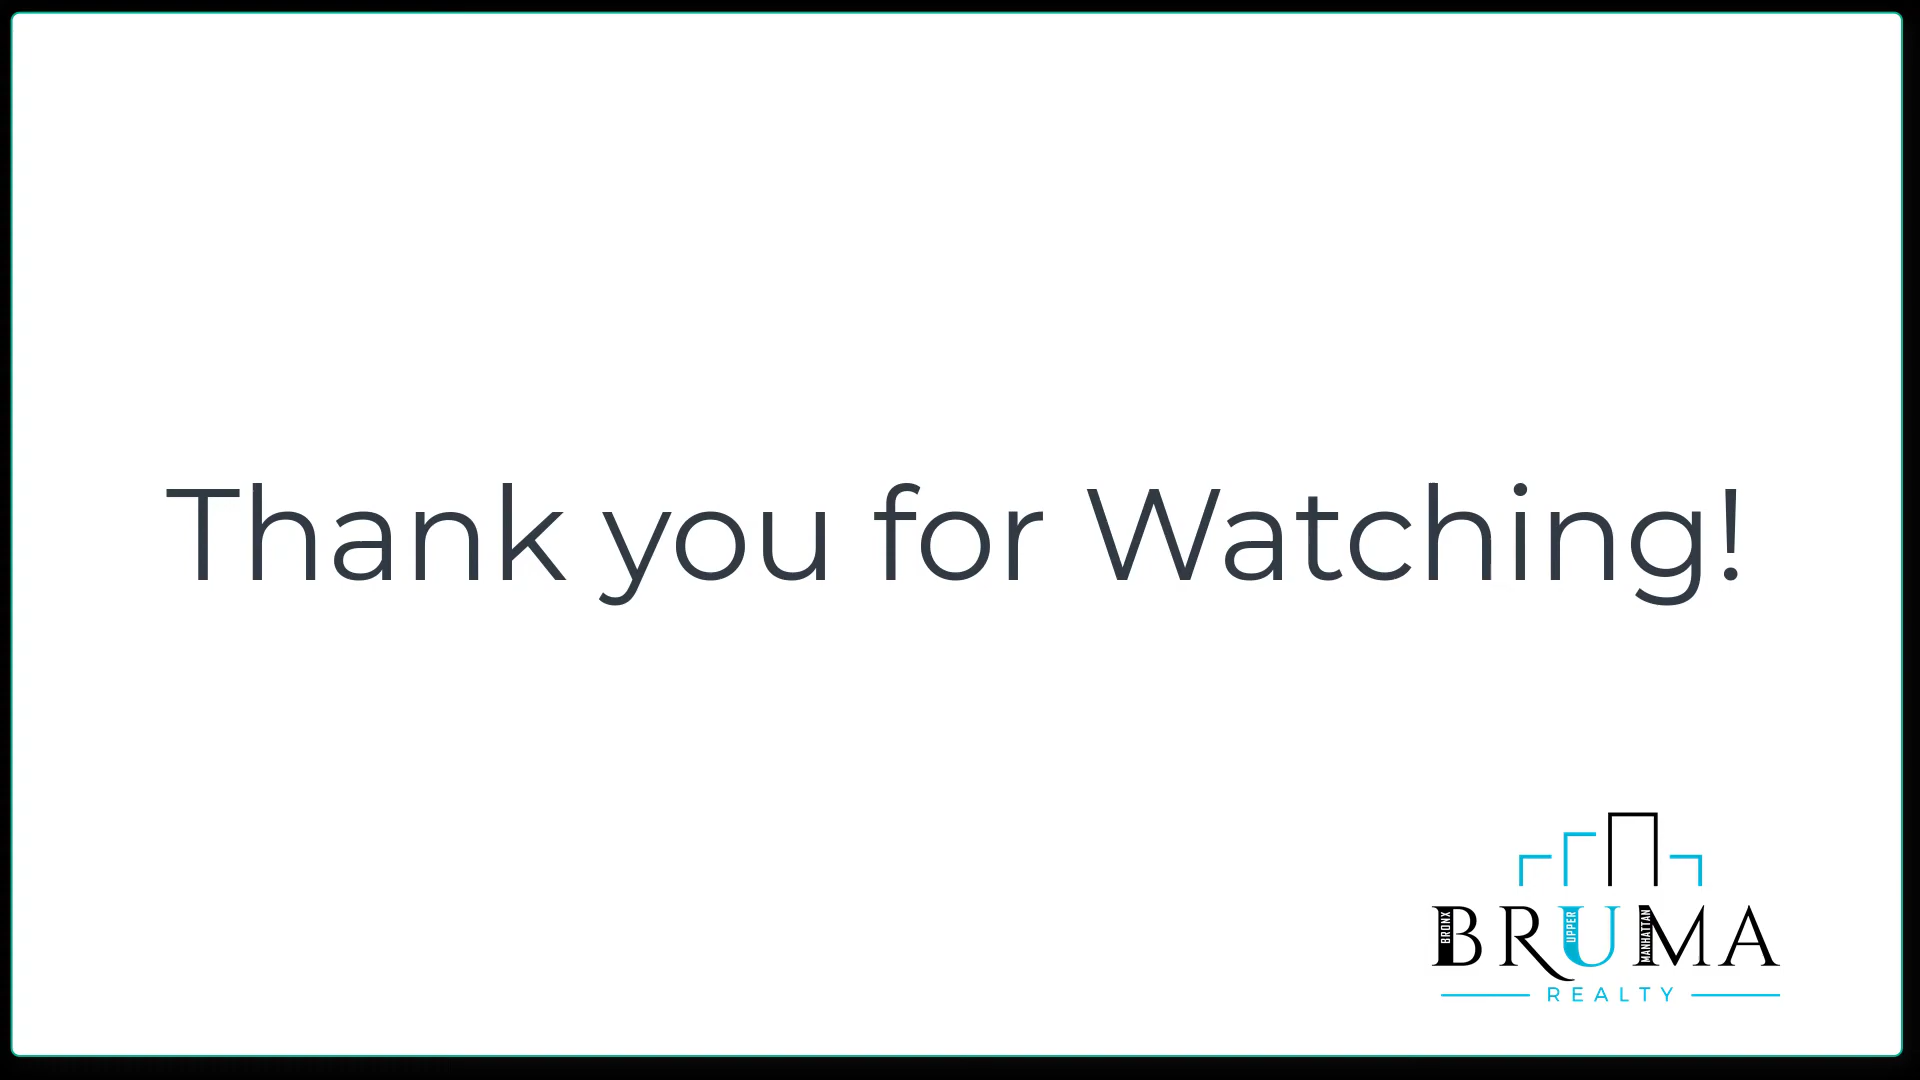 Thank you for Watching!
BRUMA
BRONX
UPPER
MANHATTAN
REALTY